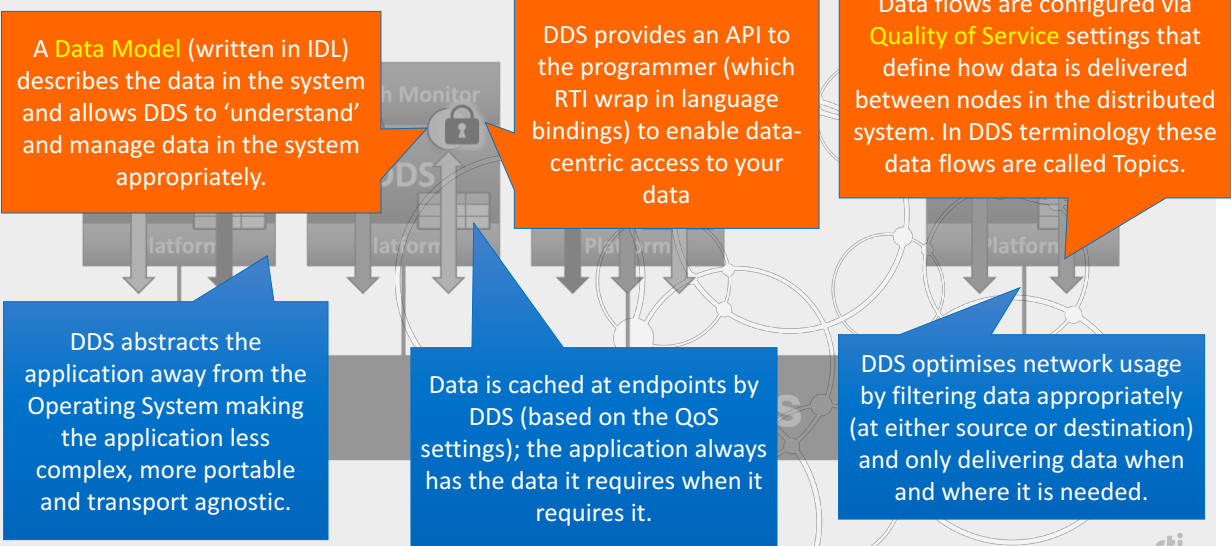 A Data Model (written in IDL)
describes the data in the system
and allows DDS to ‘understand’
and manage data in the system
appropriately.
DDS provides an API to
the programmer (which
RTI wrap in language
bindings) to enable data-
centric access to your
data
Data flows are configured via
Quality of Service settings that
define how data is delivered
between nodes in the distributed
system. In DDS terminology these
data flows are called Topics.
Monitor
DDS
Platform
DDS abstracts the
application away from the
Operating System making
the application less
complex, more portable
and transport agnostic.
Data is cached at endpoints by
DDS (based on the QoS
settings); the application always
has the data it requires when it
requires it.
DDS optimises network usage
by filtering data appropriately
(at either source or destination)
and only delivering data when
and where it is needed.